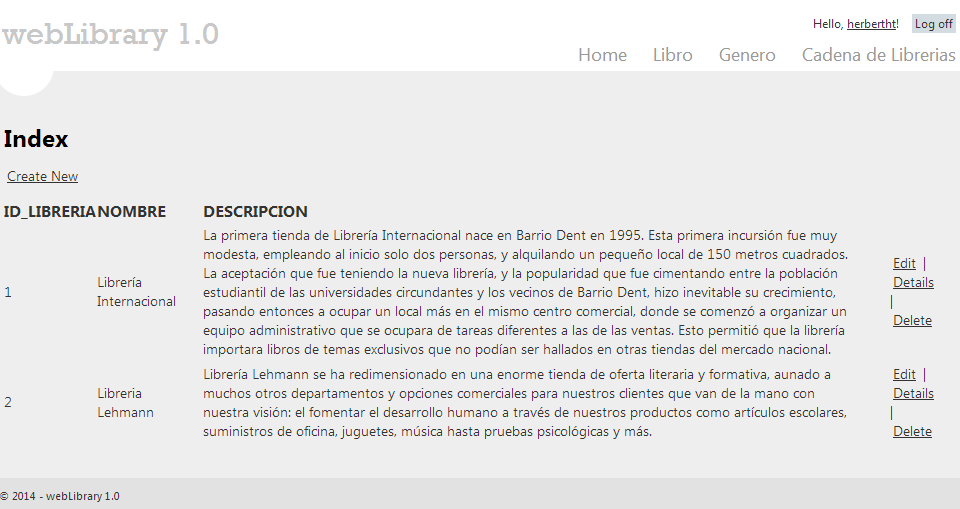 webLibrary 1.0
Hello, herbertht! Log off
Home Libro Genero Cadena de Librerias
Index
Create New
ID_LIBRERIA NOMBRE DESCRIPCION
1
Librería
Internacional
La primera tienda de Librería Internacional nace en Barrio Dent en 1995. Esta primera incursión fue muy
modesta, empleando al inicio solo dos personas, y alquilando un pequeño local de 150 metros cuadrados.
La aceptación que fue teniendo la nueva librería, y la popularidad que fue cimentando entre la población
estudiantil de las universidades circundantes y los vecinos de Barrio Dent, hizo inevitable su crecimiento,
pasando entonces a ocupar un local más en el mismo centro comercial, donde se comenzó a organizar un
equipo administrativo que se ocupara de tareas diferentes a las de las ventas. Esto permitió que la librería
importara libros de temas exclusivos que no podían ser hallados en otras tiendas del mercado nacional.
Edit |
Details
|
Delete
2
Libreria
Lehmann
Librería Lehmann se ha redimensionado en una enorme tienda de oferta literaria y formativa, aunado a
muchos otros departamentos y opciones comerciales para nuestros clientes que van de la mano con
nuestra visión: el fomentar el desarrollo humano a través de nuestros productos como artículos escolares,
suministros de oficina, juguetes, música hasta pruebas psicológicas y más.
Edit |
Details
|
Delete
© 2014 - webLibrary 1.0